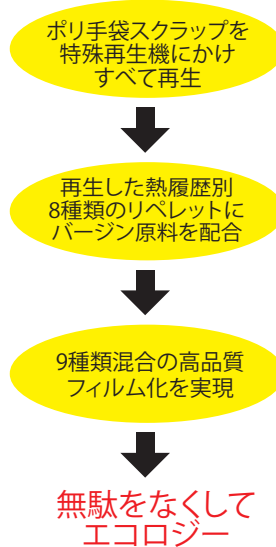 ポリ手袋スクラップを
特殊再生機にかけ
すべて再生
再生した熱履歴別
8種類のリペレットに
バージン原料を配合
9種類混合の高品質
フィルム化を実現
無駄をなくして
エコロジー